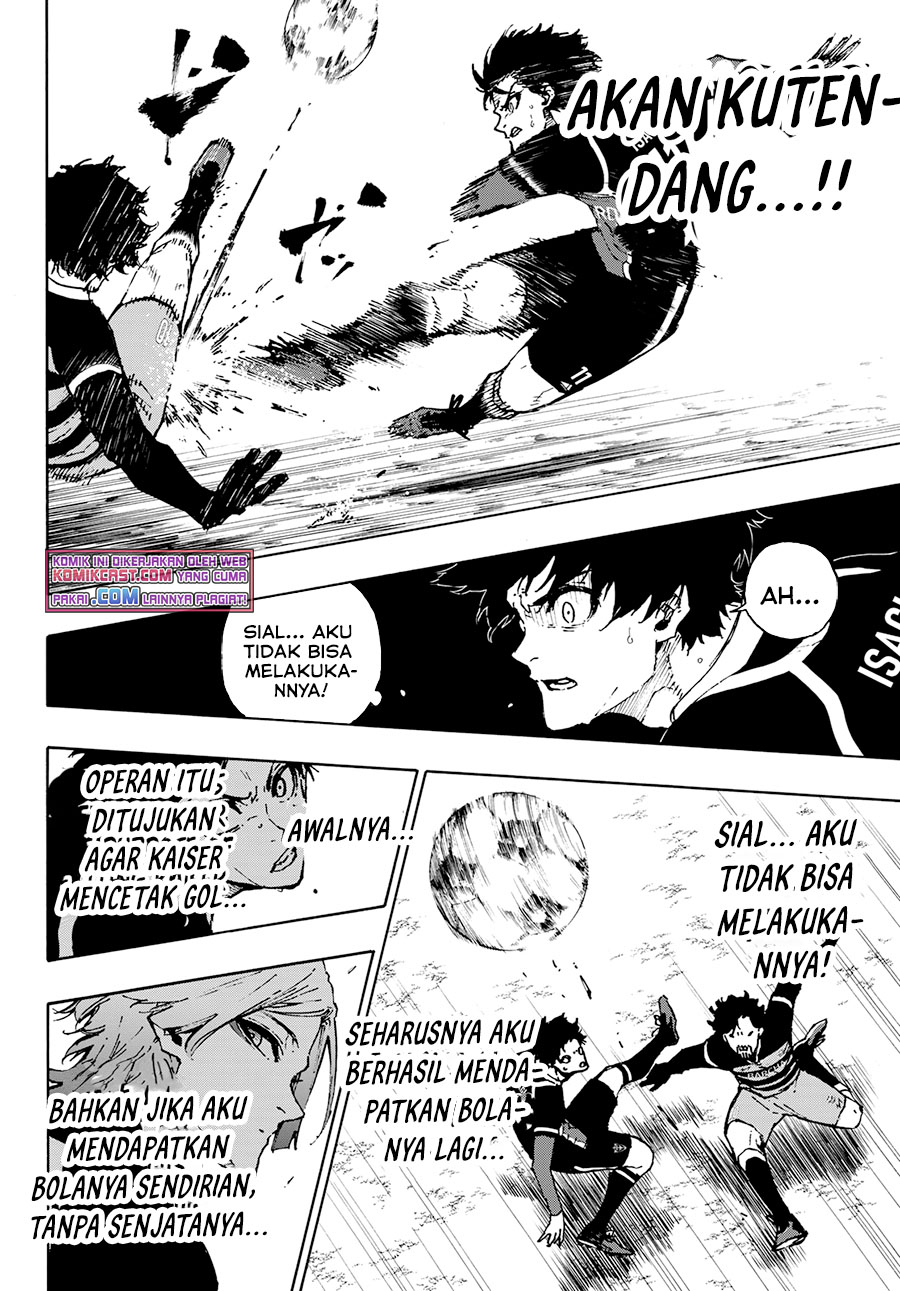 AKAN KUTEN-
DANG...!!
ISAGI
11
KOMIK INI DIKERJAKAN OLEH WEB
KOMIKCAST.COM YANG CUMA
PAKAI .COM LAINNYA PLAGIAT!
AH...
SIAL... AKU
TIDAK BISA
MELAKUKA-
NNYA!
OPERAN ITU,
DITUJUKAN
AGAR KAISER
MENCETAK GOL...
AWALNYA...
SIAL... AKU
TIDAK BISA
MELAKUKA-
NNYA!
SEHARUSNYA AKU
BERHASIL MENDA-
PATKAN BOLA-
NYA LAGI...
BAHKAN JIKA AKU
MENDAPATKAN
BOLANYA SENDIRIAN,
TANPA SENJATANYA...